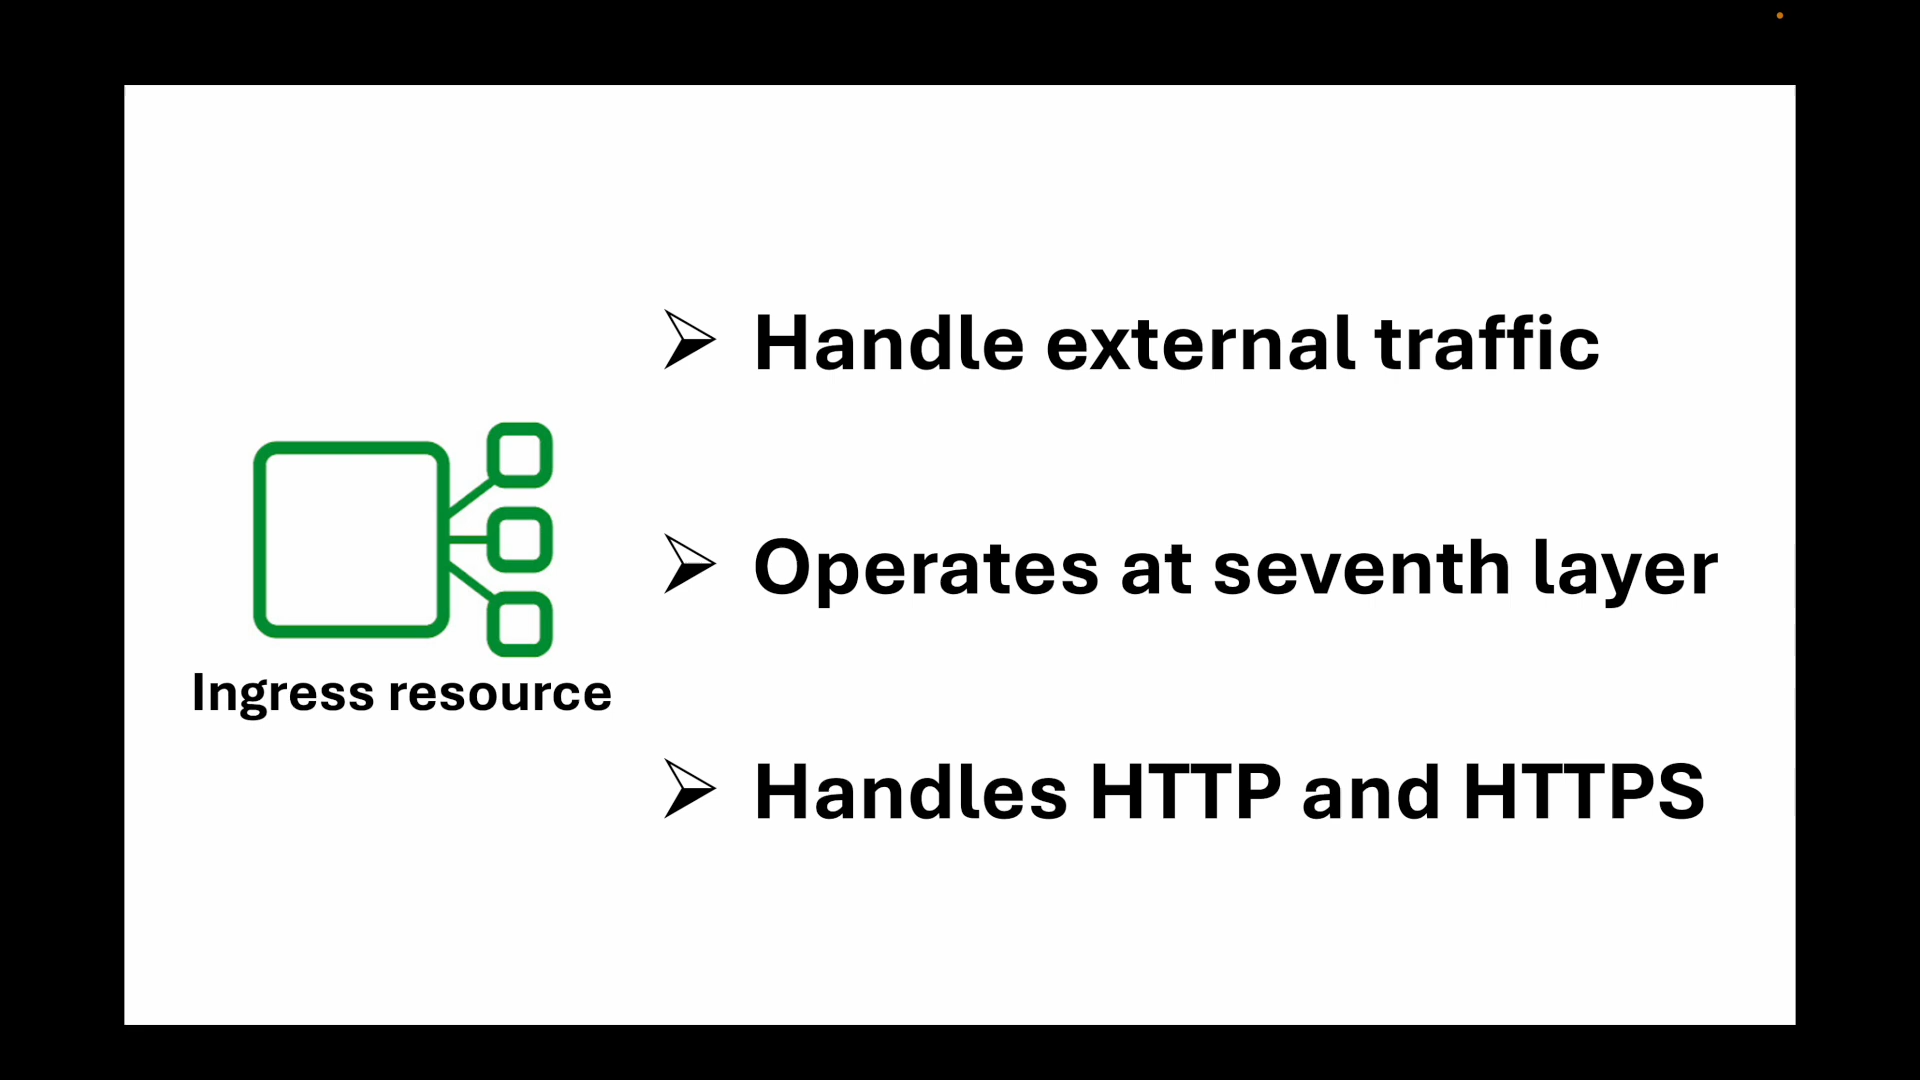 Handle external traffic
Operates at seventh layer
Ingress resource
Handles HTTP and HTTPS